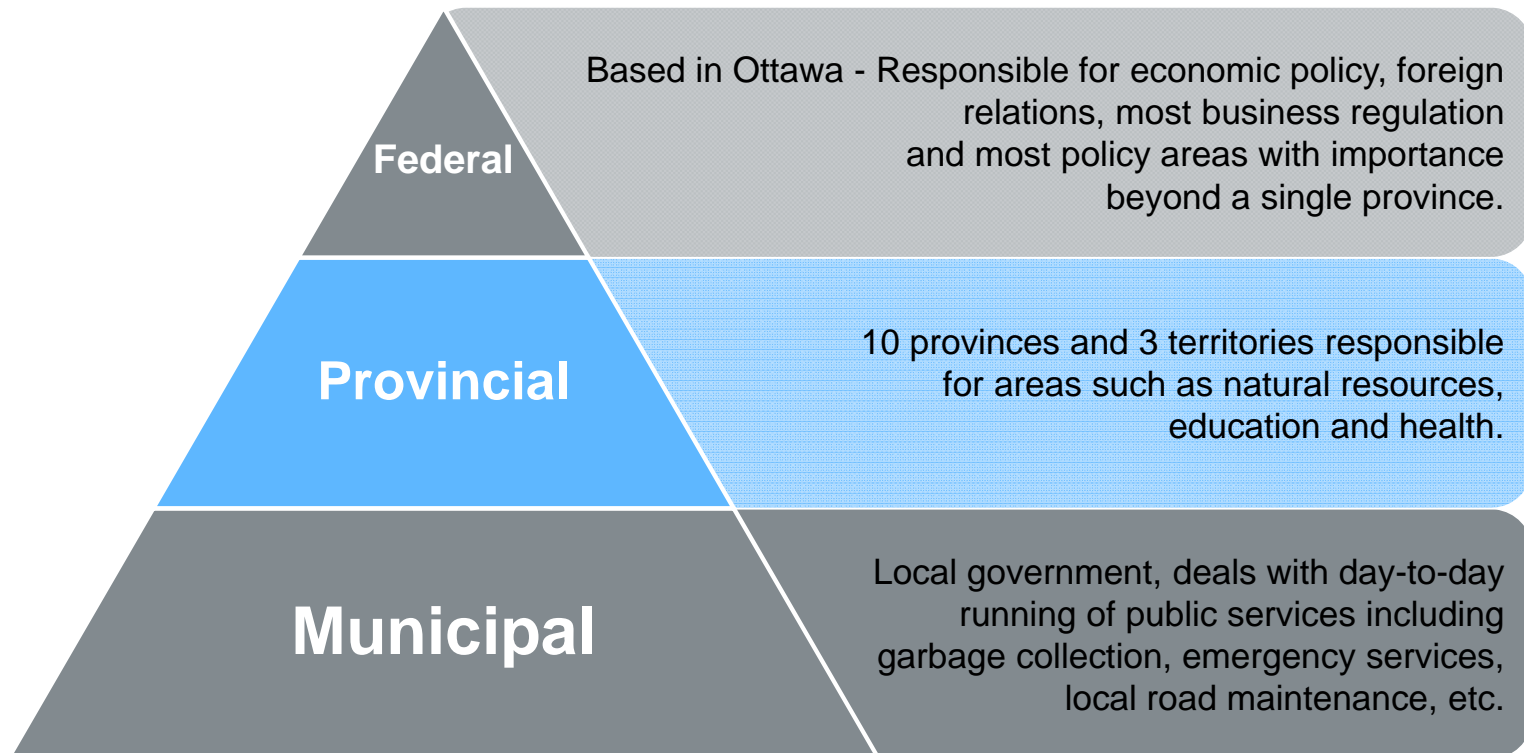 Federal
Based in Ottawa - Responsible for economic policy, foreign
relations, most business regulation
and most policy areas with importance
beyond a single province.
Provincial
10 provinces and 3 territories responsible
for areas such as natural resources,
education and health.
Municipal
Local government, deals with day-to-day
running of public services including
garbage collection, emergency services,
local road maintenance, etc.